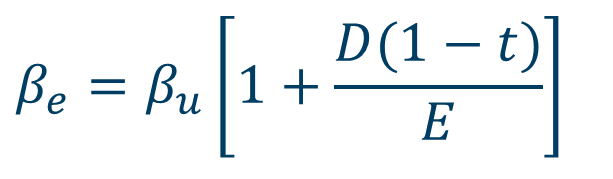 βₑ = βᵤ [1 + D(1 − t)/E]